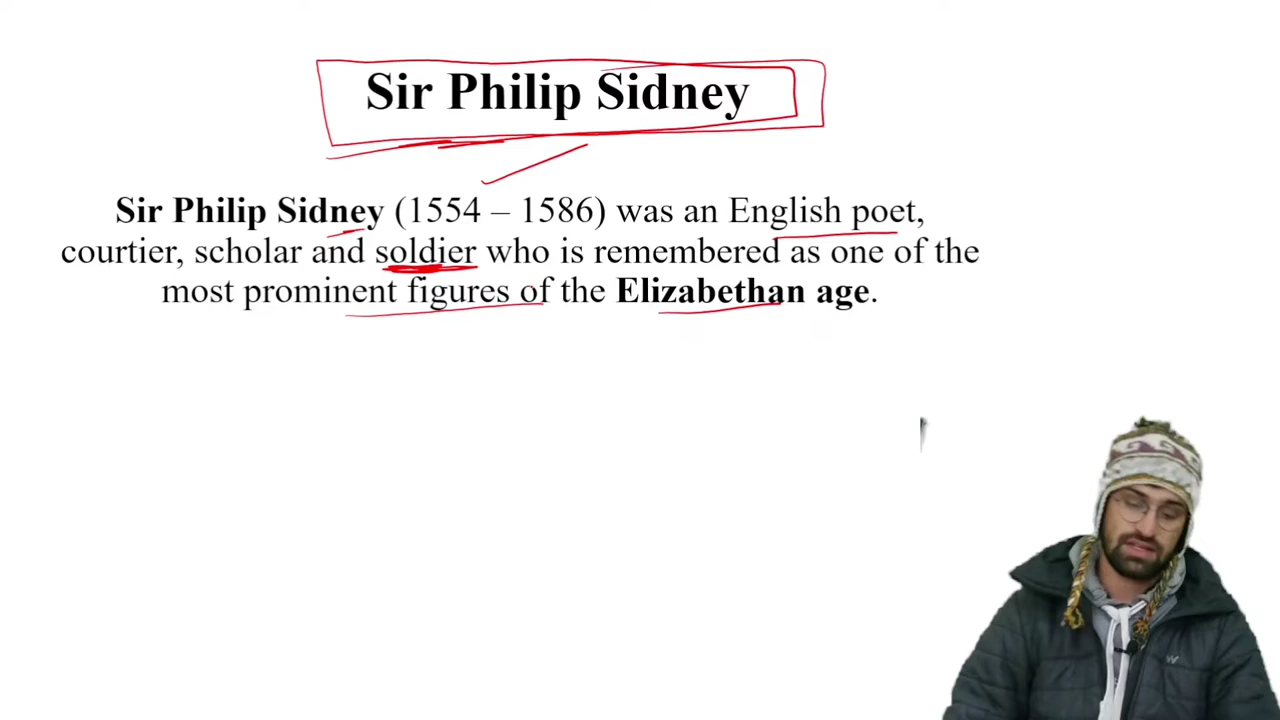 Sir Philip Sidney
Sir Philip Sidney (1554 – 1586) was an English poet,
courtier, scholar and soldier who is remembered as one of the
most prominent figures of the Elizabethan age.